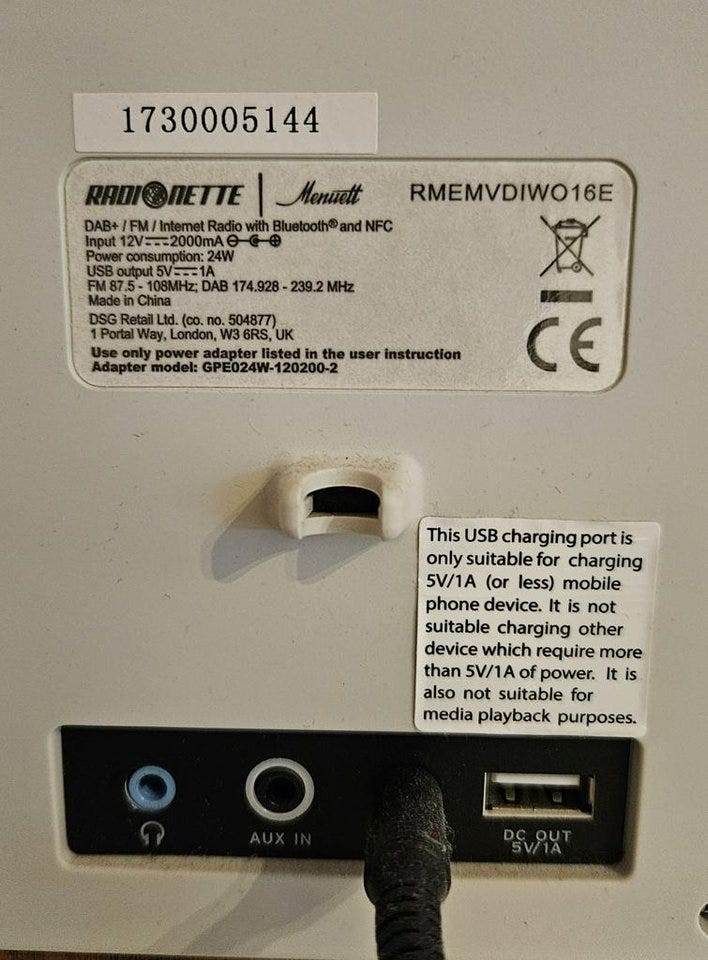 1730005144
RADIONETTE Menuett RMEMVDIWO16E
DAB+ / FM / Internet Radio with Bluetooth® and NFC
Input 12V⎓2000mA
Power consumption: 24W
USB output 5V⎓1A
FM 87.5 - 108MHz; DAB 174.928 - 239.2 MHz
Made in China
DSG Retail Ltd. (co. no. 504877)
1 Portal Way, London, W3 6RS, UK
Use only power adapter listed in the user instruction
Adapter model: GPE024W-120200-2
CE
This USB charging port is
only suitable for charging
5V/1A (or less) mobile
phone device. It is not
suitable charging other
device which require more
than 5V/1A of power. It is
also not suitable for
media playback purposes.
AUX IN
DC OUT
5V/1A